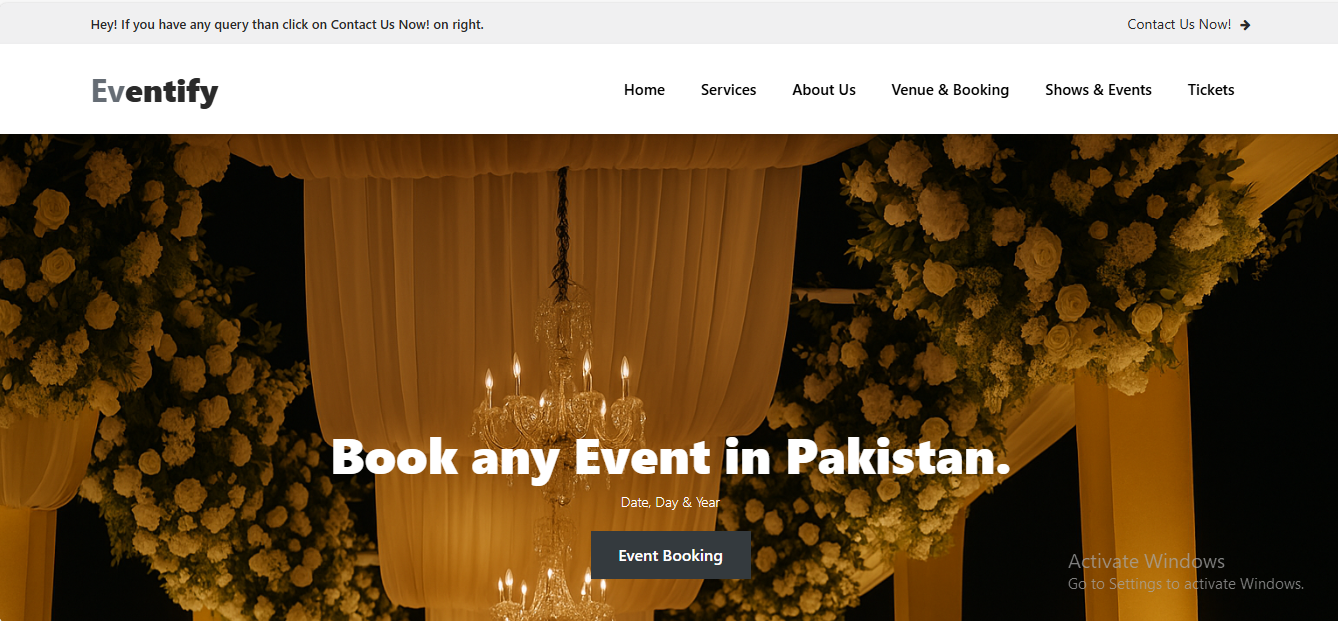 Hey! If you have any query than click on Contact Us Now! on right.
Contact Us Now!
Eventify
Home Services About Us Venue & Booking Shows & Events Tickets
Book any Event in Pakistan.
Date, Day & Year
Event Booking
Activate Windows
Go to Settings to activate Windows.